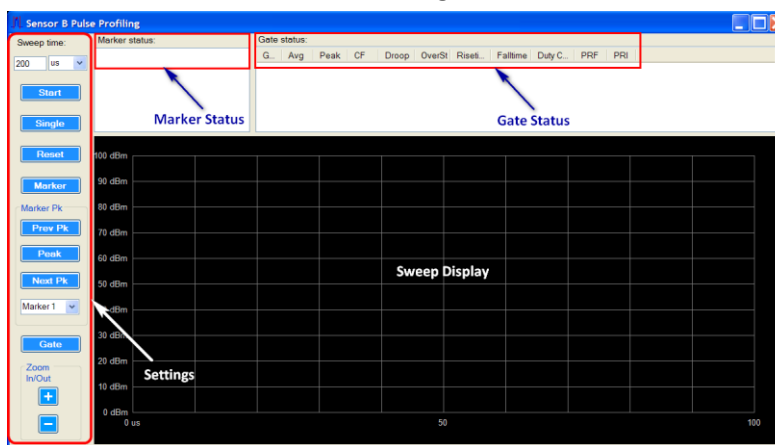 Sensor B Pulse Profiling
Sweep time:
200 us
Start
Single
Reset
Marker
Marker Pk
Prev Pk
Peak
Next Pk
Marker 1
Gate
Zoom
In/Out
Marker status:
Marker Status
Gate status:
G... Avg Peak CF Droop OverSt Riseti... Falltime Duty C... PRF PRI
Gate Status
100 dBm
90 dBm
80 dBm
70 dBm
60 dBm
50 dBm
dBm
30 dBm
20 dBm
10 dBm
0 dBm
Sweep Display
Settings
0 us 50 100